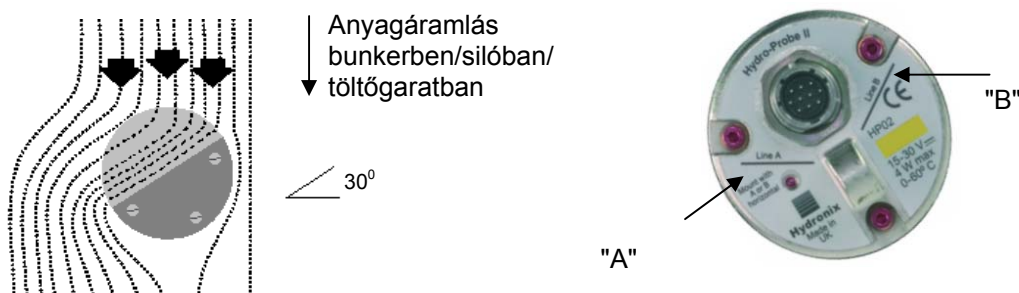 Anyagáramlás
bunkerben/silóban/
töltőgaratban
30⁰
"A"
"B"
Hydro-Probe II
Line B
CE
HP02
15-30 V
4 W max
0-60º C
Line A
Mount with
A or B
horizontal
Hydronix
Made in
UK